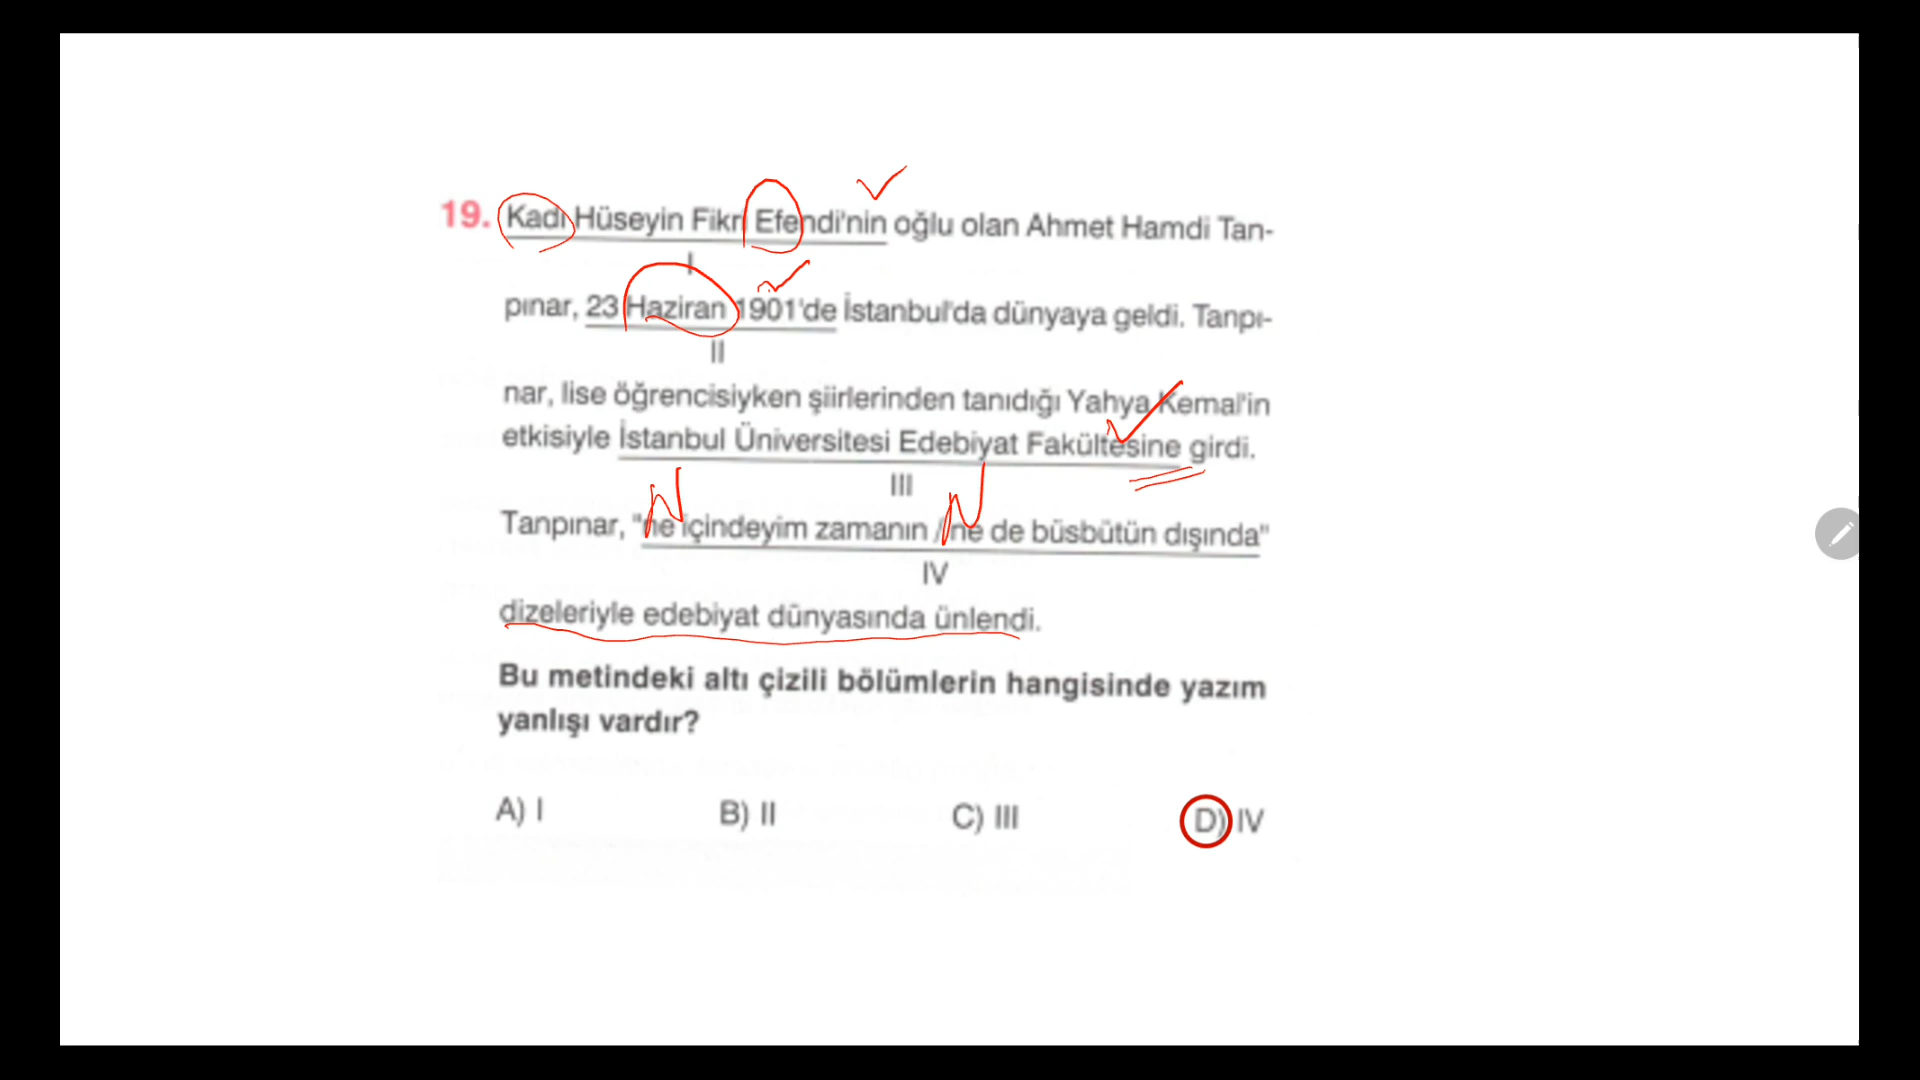 19. Kadı Hüseyin Fikri Efendi'nin oğlu olan Ahmet Hamdi Tan-
I
pınar, 23 Haziran 1901'de İstanbul'da dünyaya geldi. Tanpı-
II
nar, lise öğrencisiyken şiirlerinden tanıdığı Yahya Kemal'in
etkisiyle İstanbul Üniversitesi Edebiyat Fakültesine girdi.
III
N N
Tanpınar, "ne içindeyim zamanın / ne de büsbütün dışında"
IV
dizeleriyle edebiyat dünyasında ünlendi.
Bu metindeki altı çizili bölümlerin hangisinde yazım
yanlışı vardır?
A) I B) II C) III D) IV